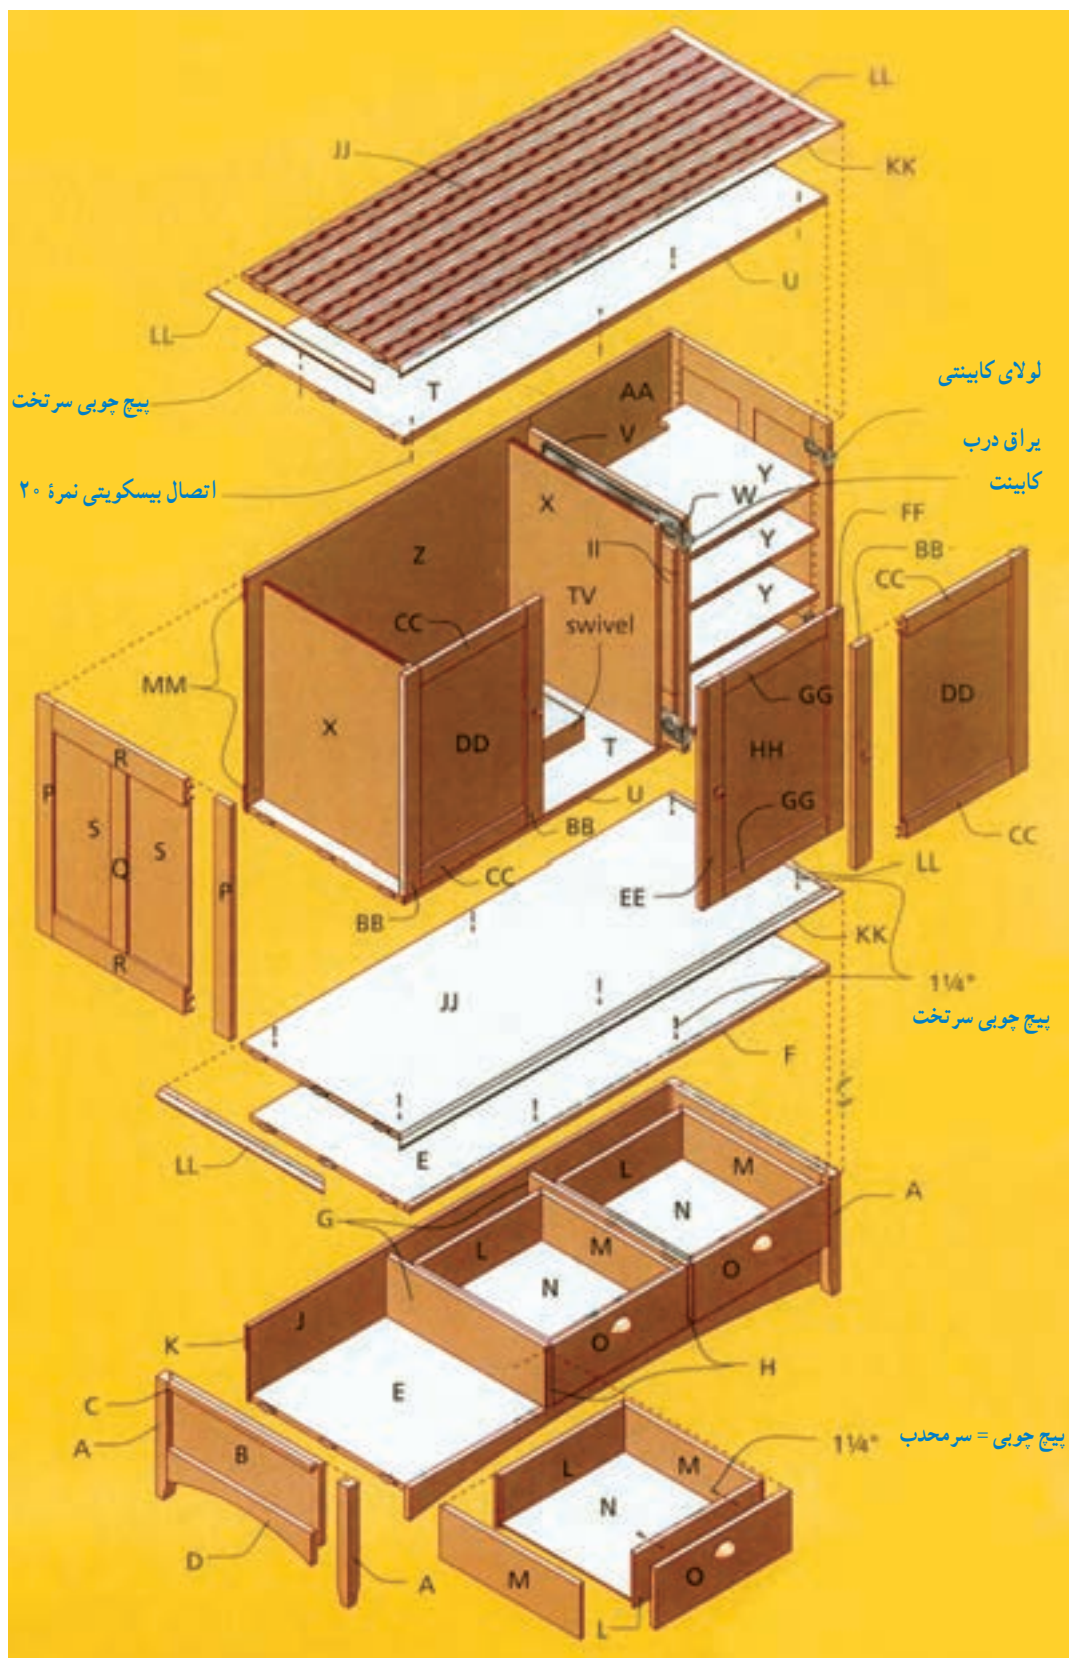 LL
JJ
KK
U
LL
T
پیچ چوبی سرتخت
لولای کابینتی
AA
V
یراق درب
کابینت
Y
W
اتصال بیسکویتی نمرهٔ ۲۰
X
FF
Y
II
BB
Z
CC
Y
TV
swivel
CC
MM
GG
DD
X
DD
T
HH
R
P
U
GG
S
S
BB
CC
Q
CC
LL
P
EE
BB
KK
R
JJ
1¼"
پیچ چوبی سرتخت
F
E
LL
L
M
A
N
G
L
M
O
N
J
K
O
H
E
C
A
B
1¼"
پیچ چوبی = سرمحدب
L
M
N
D
A
M
O
L